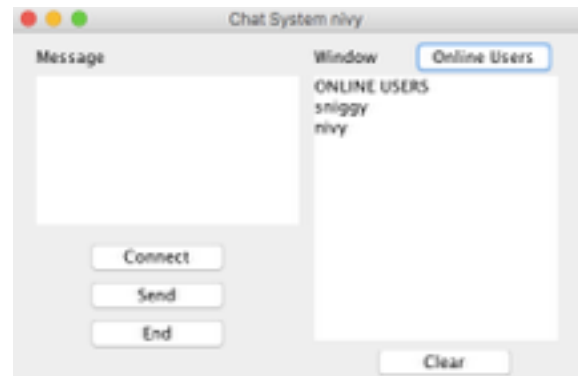 Chat System nivy
Message
Window
Online Users
ONLINE USERS
sniggy
nivy
Connect
Send
End
Clear